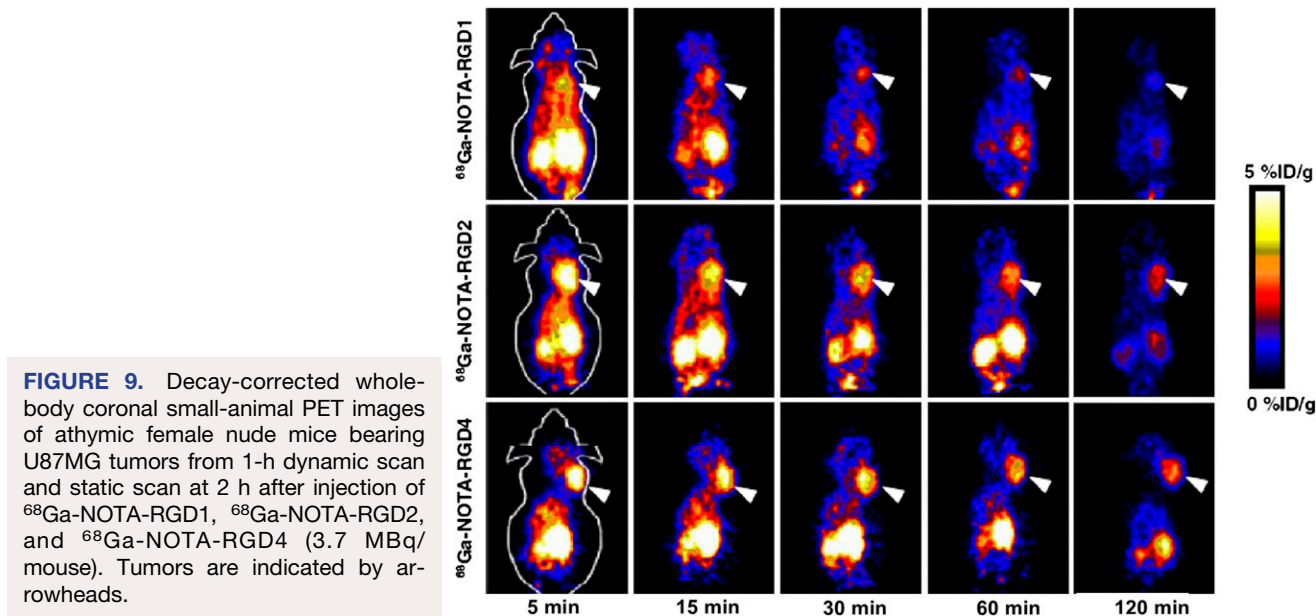 ⁶⁸Ga-NOTA-RGD1
⁶⁸Ga-NOTA-RGD2
⁶⁸Ga-NOTA-RGD4
5 %ID/g
0 %ID/g
5 min
15 min
30 min
60 min
120 min
FIGURE 9. Decay-corrected whole-
body coronal small-animal PET images
of athymic female nude mice bearing
U87MG tumors from 1-h dynamic scan
and static scan at 2 h after injection of
⁶⁸Ga-NOTA-RGD1, ⁶⁸Ga-NOTA-RGD2,
and ⁶⁸Ga-NOTA-RGD4 (3.7 MBq/
mouse). Tumors are indicated by ar-
rowheads.